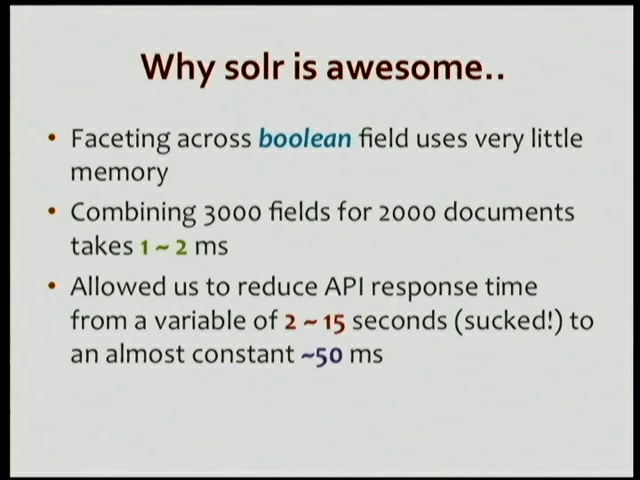 Why solr is awesome..
• Faceting across boolean field uses very little
memory
• Combining 3000 fields for 2000 documents
takes 1 ~ 2 ms
• Allowed us to reduce API response time
from a variable of 2 ~ 15 seconds (sucked!) to
an almost constant ~50 ms